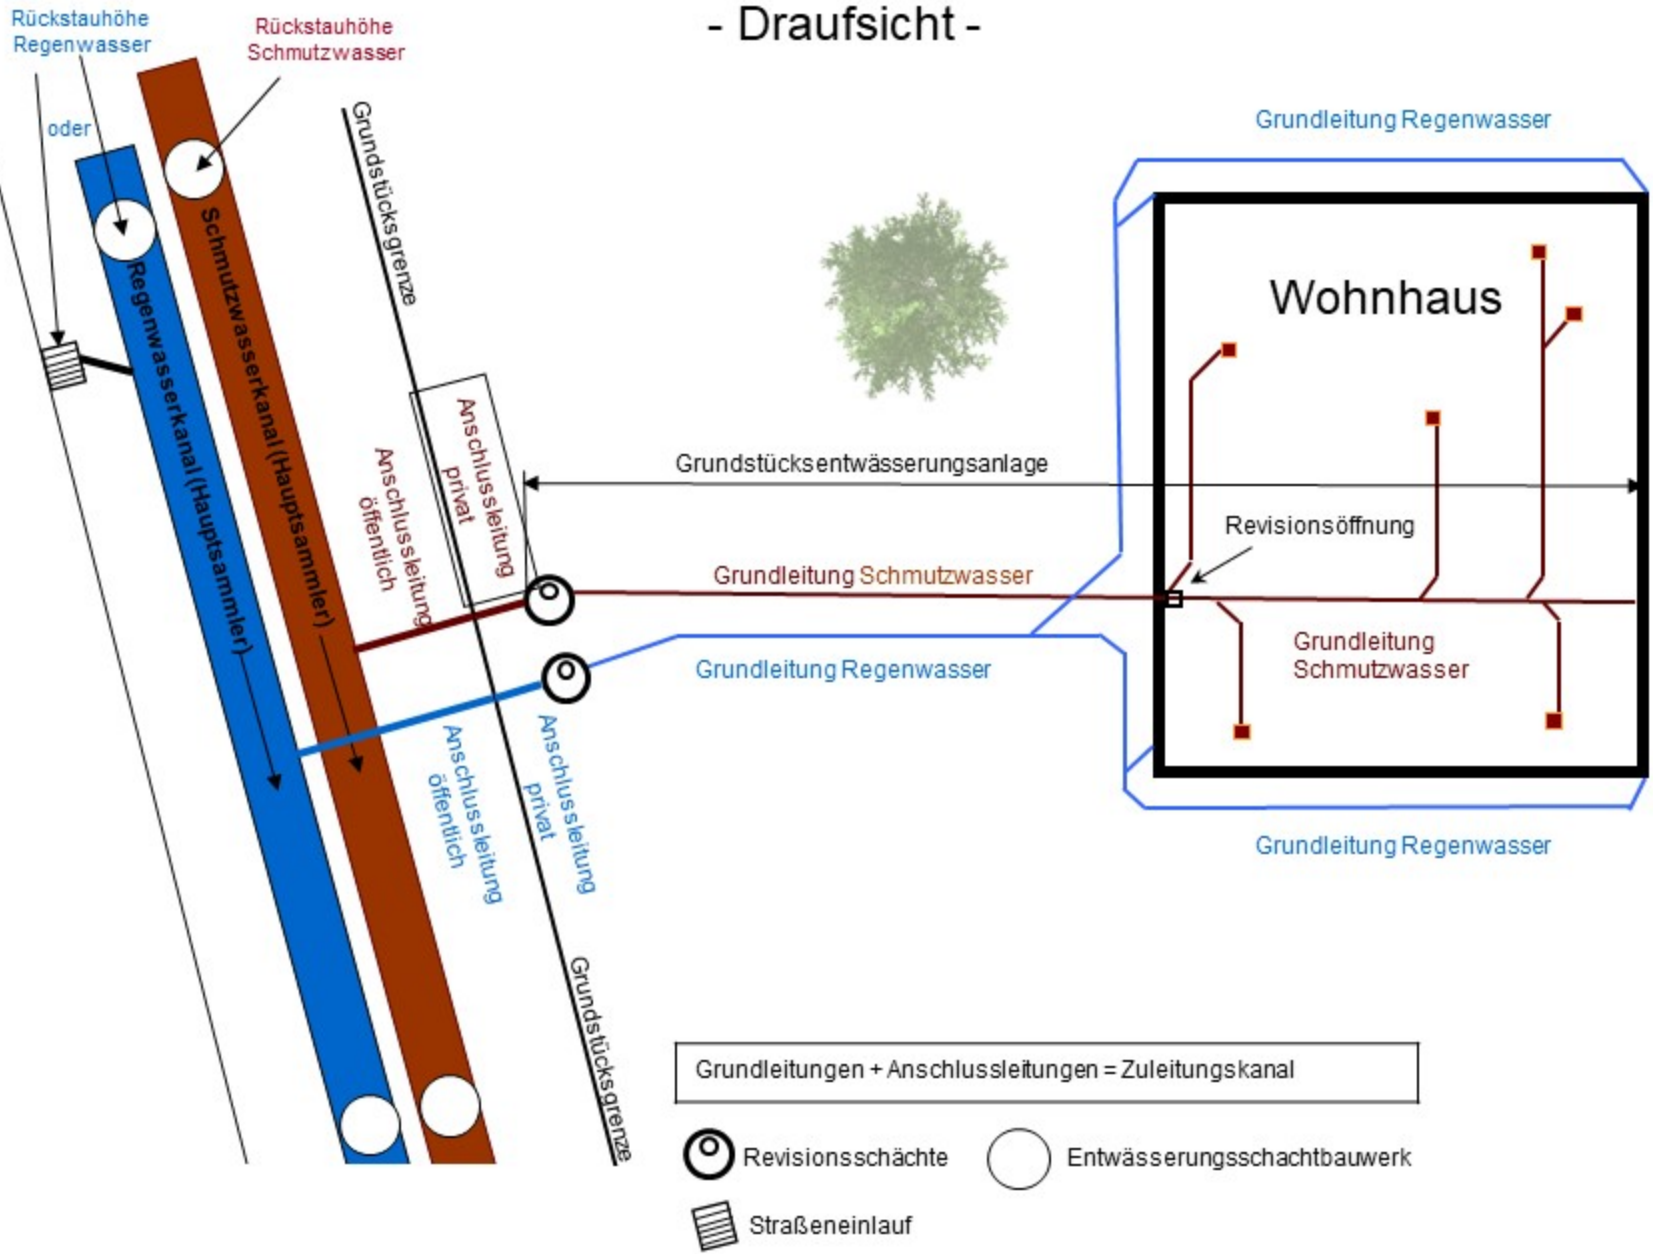 - Draufsicht -
Rückstauhöhe
Regenwasser
Rückstauhöhe
Schmutzwasser
oder
Grundstücksgrenze
Schmutzwasserkanal (Hauptsammler)
Regenwasserkanal (Hauptsammler)
Anschlussleitung
öffentlich
Anschlussleitung
privat
Grundstücksentwässerungsanlage
Grundleitung Regenwasser
Wohnhaus
Revisionsöffnung
Grundleitung Schmutzwasser
Grundleitung
Schmutzwasser
Grundleitung Regenwasser
Anschlussleitung
öffentlich
Anschlussleitung
privat
Grundleitung Regenwasser
Grundstücksgrenze
Grundleitungen + Anschlussleitungen = Zuleitungskanal
Revisionsschächte
Entwässerungsschachtbauwerk
Straßeneinlauf